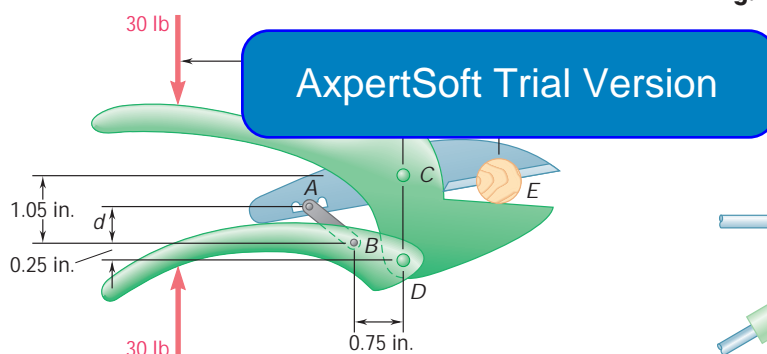 g.
30 lb
AxpertSoft Trial Version
A
C
E
1.05 in.
d
B
0.25 in.
D
0.75 in.
30 lb